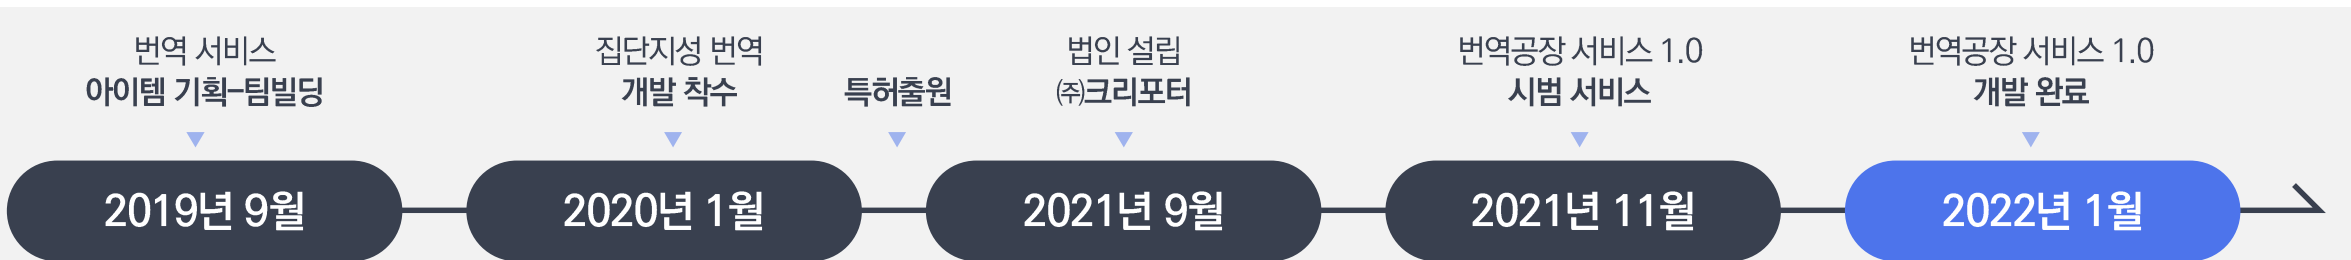 번역 서비스
아이템 기획-팀빌딩
집단지성 번역
개발 착수
특허출원
법인 설립
㈜크리포터
번역공장 서비스 1.0
시범 서비스
번역공장 서비스 1.0
개발 완료
2019년 9월
2020년 1월
2021년 9월
2021년 11월
2022년 1월